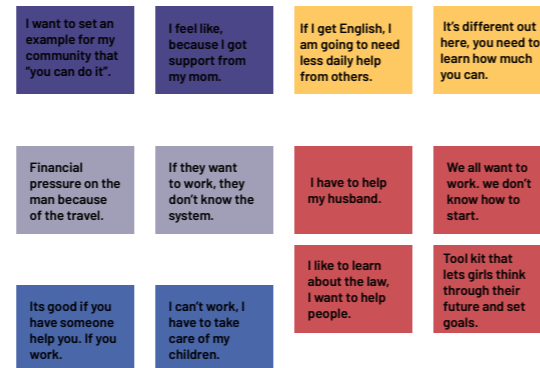 I want to set an
example for my
community that
"you can do it".
I feel like,
because I got
support from
my mom.
If I get English, I
am going to need
less daily help
from others.
It's different out
here, you need to
learn how much
you can.
Financial
pressure on the
man because
of the travel.
If they want
to work, they
don't know the
system.
I have to help
my husband.
We all want to
work. we don't
know how to
start.
I like to learn
about the law,
I want to help
people.
Tool kit that
lets girls think
through their
future and set
goals.
Its good if you
have someone
help you. If you
work.
I can't work, I
have to take
care of my
children.